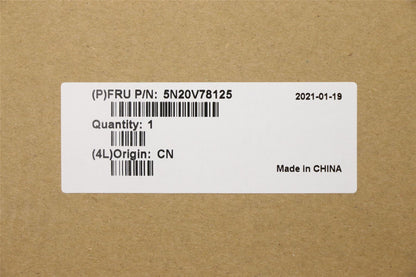 (P)FRU P/N: 5N20V78125
2021-01-19
Quantity: 1
(4L)Origin: CN
Made in CHINA